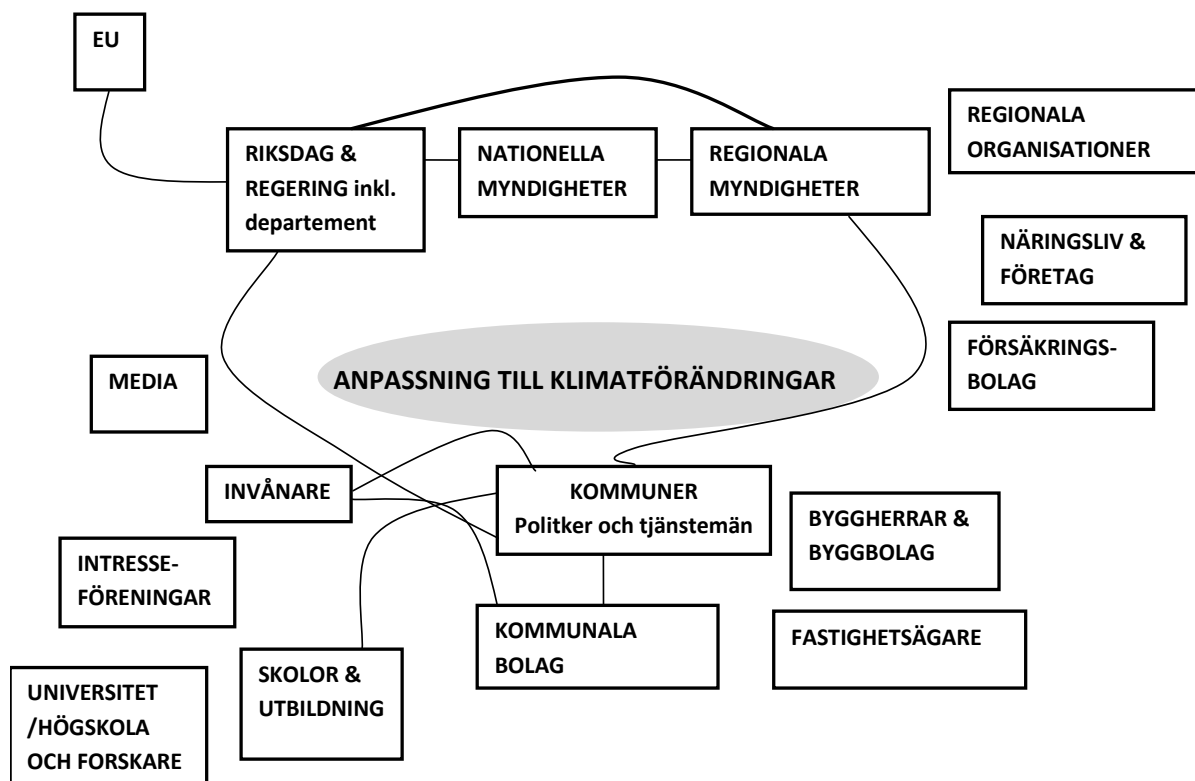 EU
RIKSDAG &
REGERING inkl.
departement
NATIONELLA
MYNDIGHETER
REGIONALA
MYNDIGHETER
REGIONALA
ORGANISATIONER
NÄRINGSLIV &
FÖRETAG
FÖRSÄKRINGS-
BOLAG
MEDIA
ANPASSNING TILL KLIMATFÖRÄNDRINGAR
INVÅNARE
KOMMUNER
Politker och tjänstemän
BYGGHERRAR &
BYGGBOLAG
INTRESSE-
FÖRENINGAR
KOMMUNALA
BOLAG
FASTIGHETSÄGARE
SKOLOR &
UTBILDNING
UNIVERSITET
/HÖGSKOLA
OCH FORSKARE